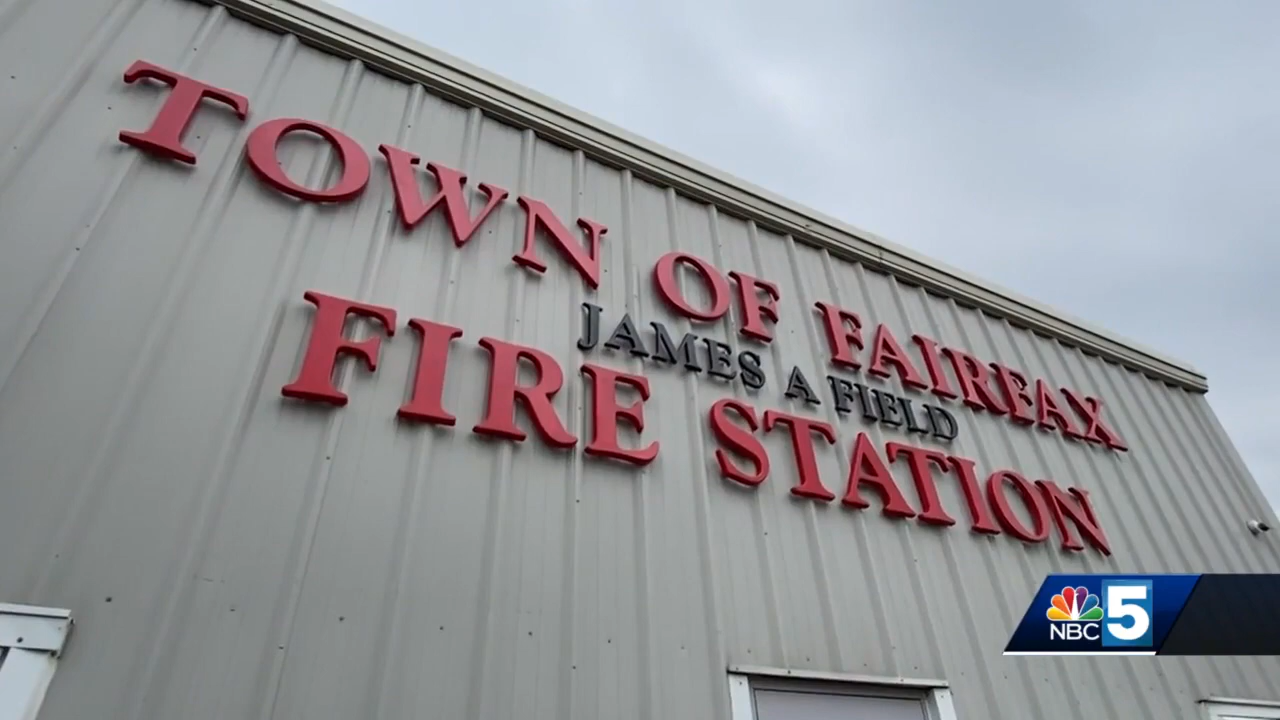 TOWN OF FAIRFAX
JAMES A FIELD
FIRE STATION
NBC 5